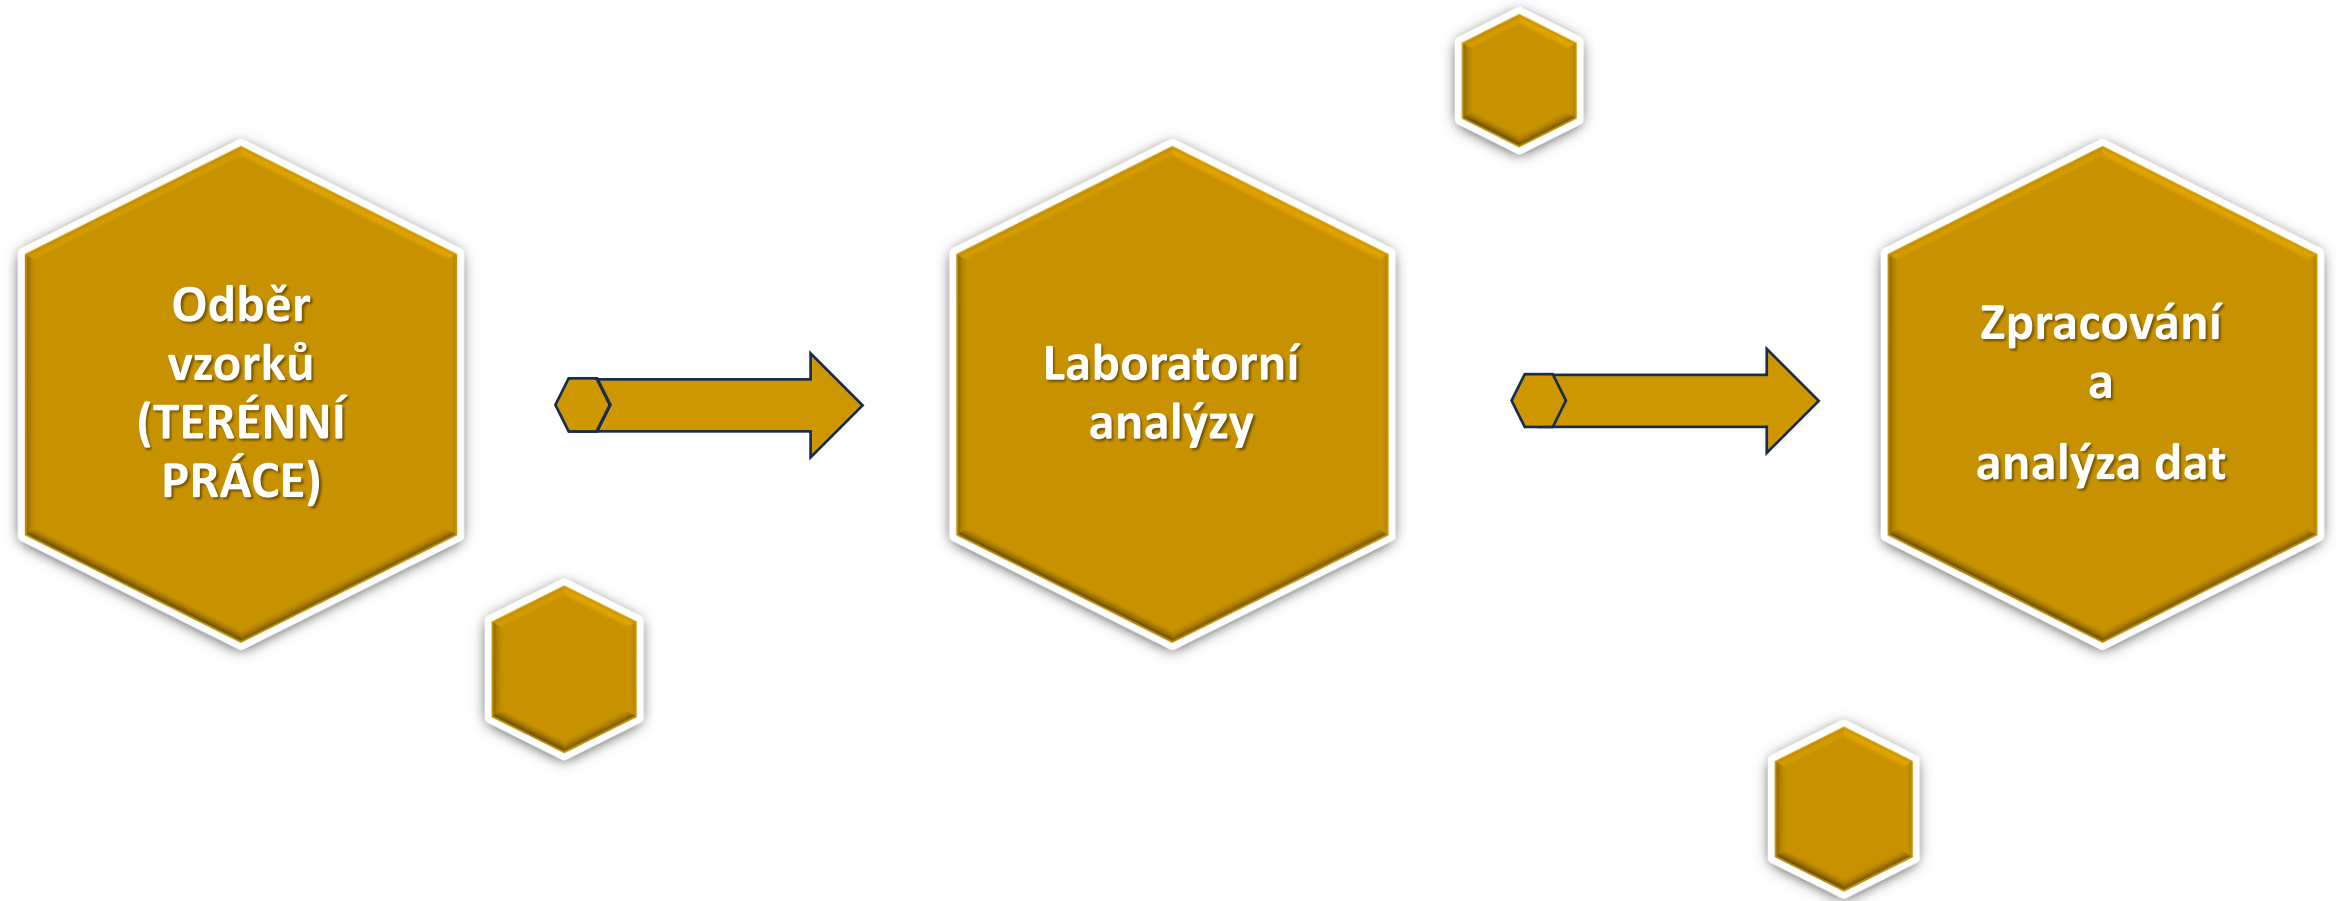 Odběr
vzorků
(TERÉNNÍ
PRÁCE)
Laboratorní
analýzy
Zpracování
a
analýza dat